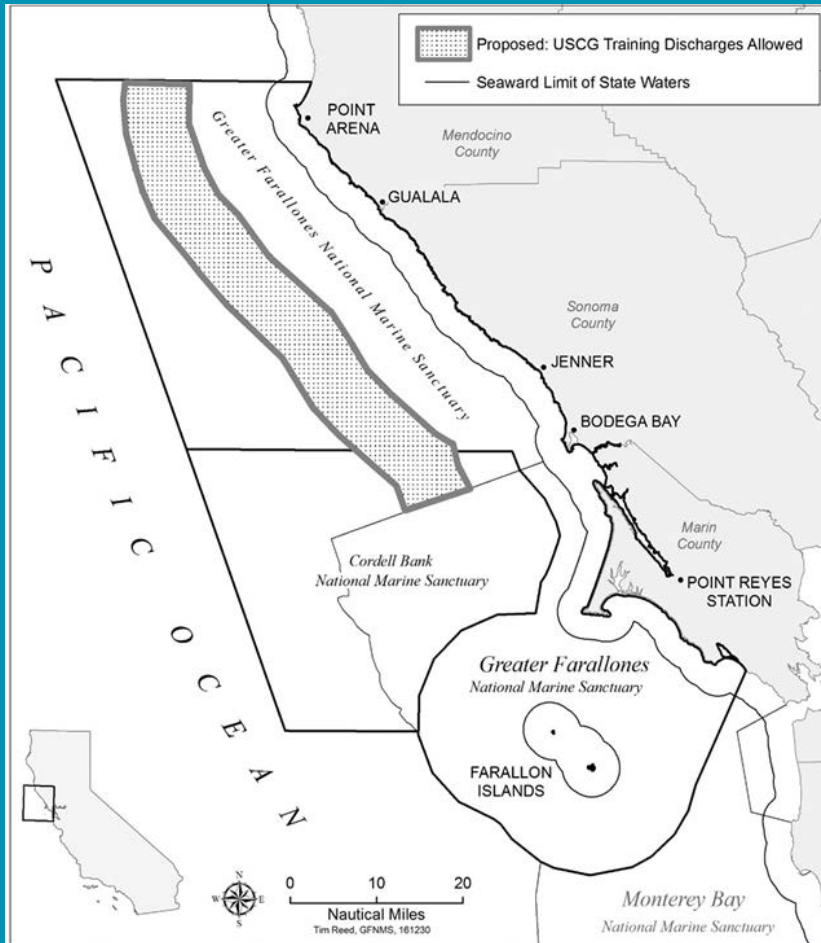 Proposed: USCG Training Discharges Allowed
Seaward Limit of State Waters
POINT
ARENA
Mendocino
County
Greater Farallones National Marine Sanctuary
GUALALA
PACIFIC OCEAN
Sonoma
County
JENNER
BODEGA BAY
Marin
County
Cordell Bank
National Marine Sanctuary
POINT REYES
STATION
Greater Farallones
National Marine Sanctuary
FARALLON
ISLANDS
N
W E
S
0 10 20
Nautical Miles
Tim Reed, GFNMS, 161230
Monterey Bay
National Marine Sanctuary